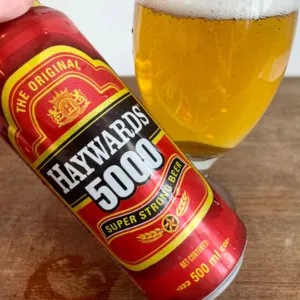 THE ORIGINAL
HAYWARDS
5000
SUPER STRONG BEER
NET CONTENTS:
500 ml